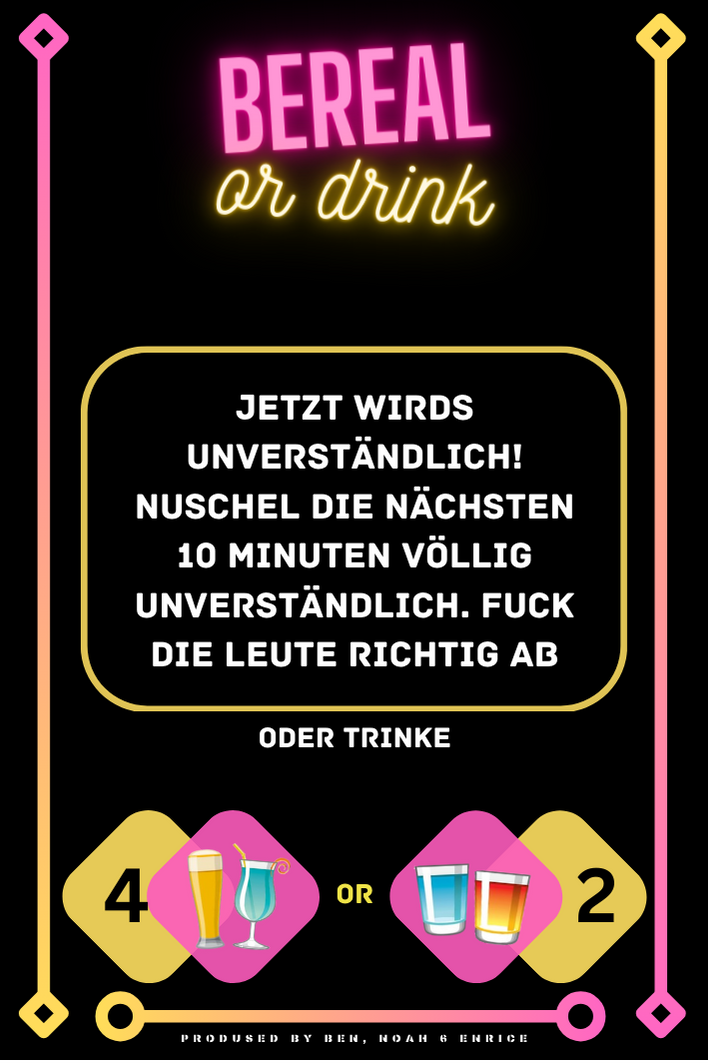 BEREAL
or drink
JETZT WIRDS
UNVERSTÄNDLICH!
NUSCHEL DIE NÄCHSTEN
10 MINUTEN VÖLLIG
UNVERSTÄNDLICH. FUCK
DIE LEUTE RICHTIG AB
ODER TRINKE
4 OR 2
PRODUSED BY BEN, NOAH & ENRICE